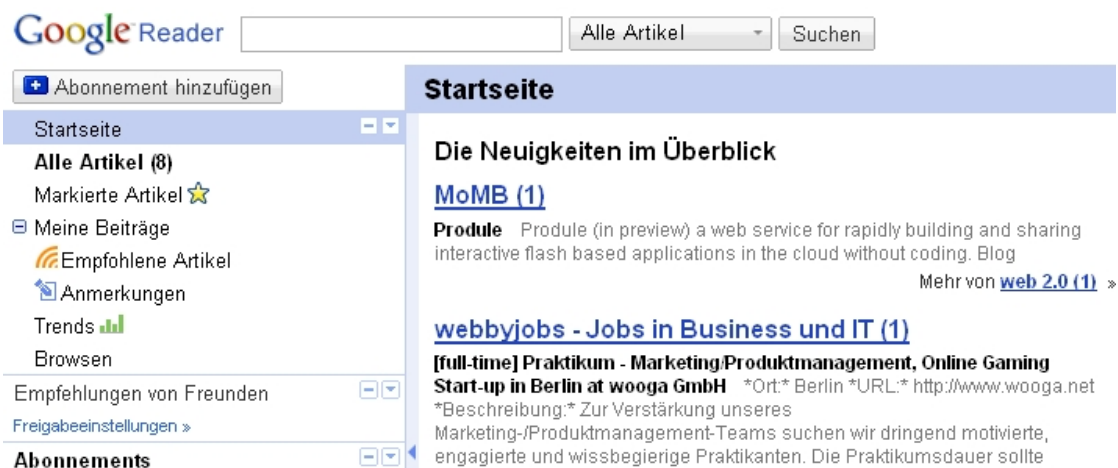 Google Reader
Alle Artikel
Suchen
Abonnement hinzufügen
Startseite
Alle Artikel (8)
Markierte Artikel
Meine Beiträge
Empfohlene Artikel
Anmerkungen
Trends
Browsen
Empfehlungen von Freunden
Freigabeeinstellungen »
Abonnements
Startseite
Die Neuigkeiten im Überblick
MoMB (1)
Produle Produle (in preview) a web service for rapidly building and sharing
interactive flash based applications in the cloud without coding. Blog
Mehr von web 2.0 (1) »
webbyjobs - Jobs in Business und IT (1)
[full-time] Praktikum - Marketing/Produktmanagement, Online Gaming
Start-up in Berlin at wooga GmbH *Ort:* Berlin *URL:* http://www.wooga.net
*Beschreibung:* Zur Verstärkung unseres
Marketing-/Produktmanagement-Teams suchen wir dringend motivierte,
engagierte und wissbegierige Praktikanten. Die Praktikumsdauer sollte